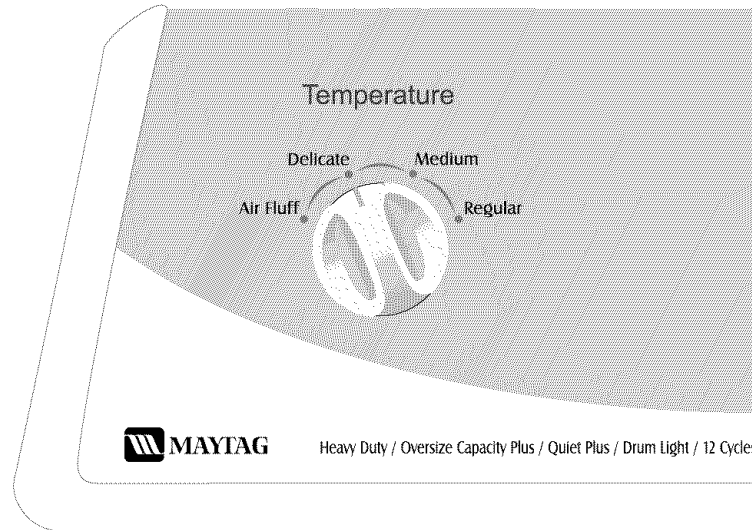 Temperature
Delicate
Medium
Air Fluff
Regular
MAYTAG
Heavy Duty / Oversize Capacity Plus / Quiet Plus / Drum Light / 12 Cycles